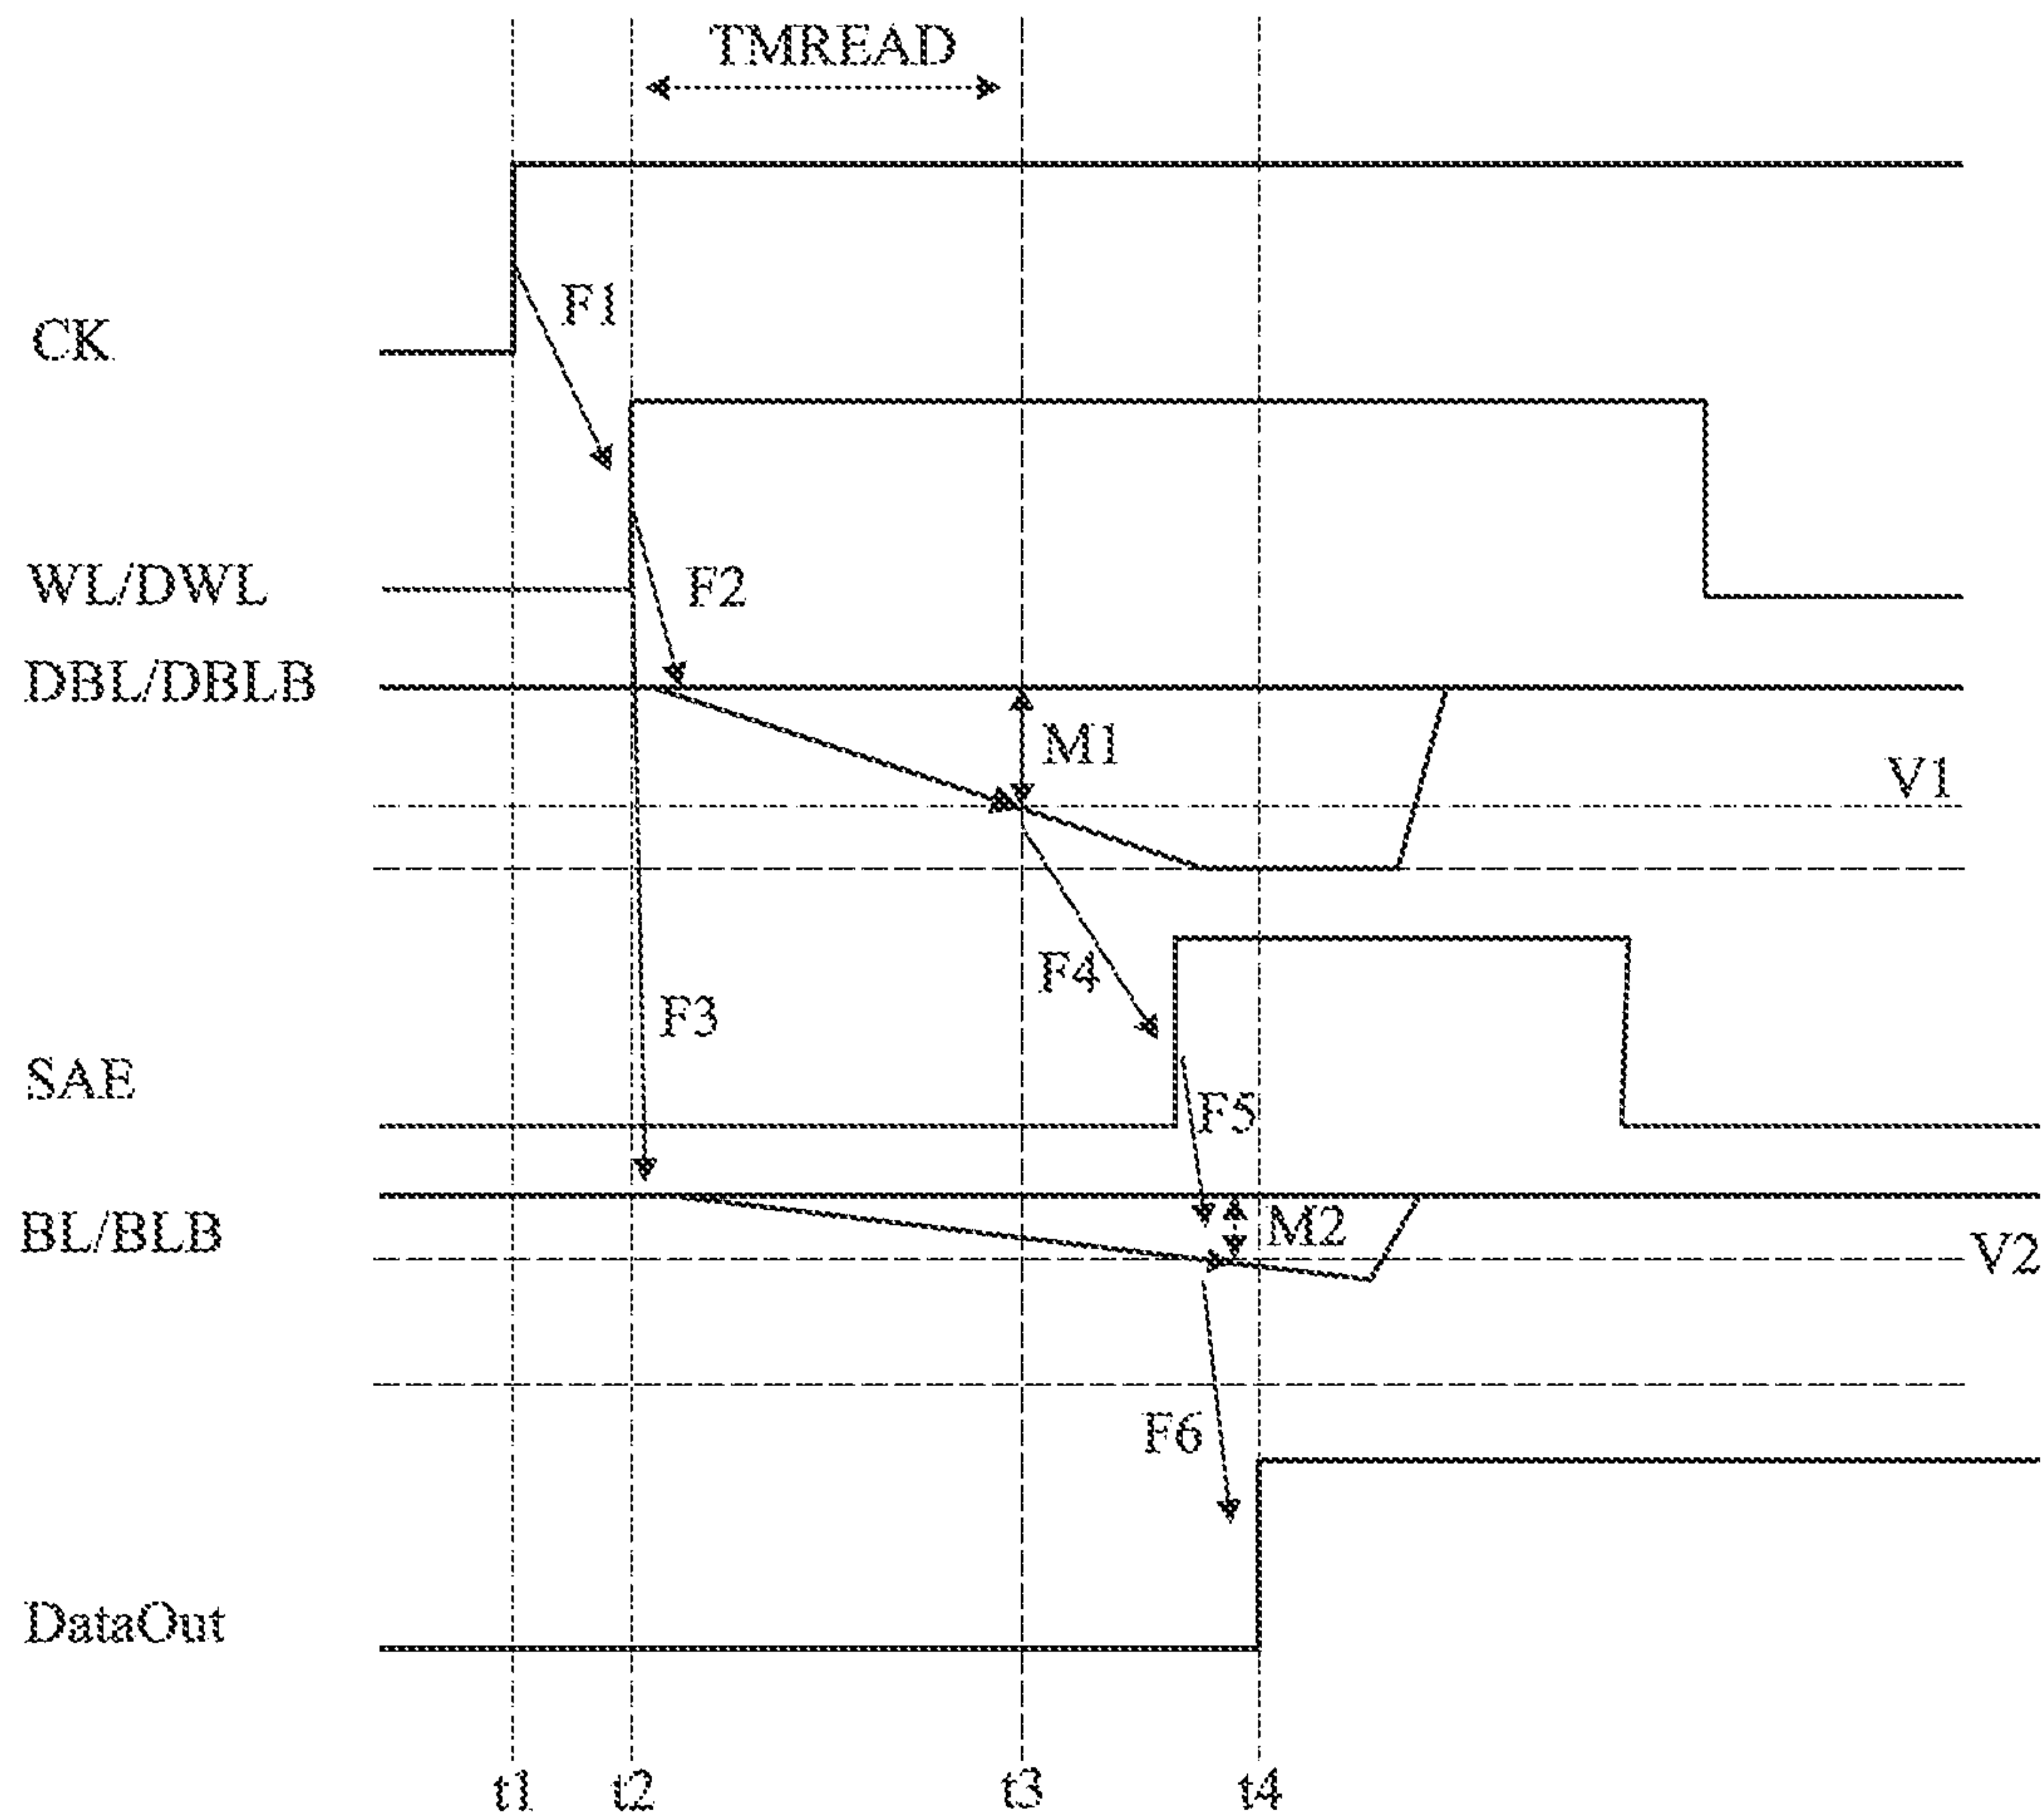 TMREAD
F1
CK
WL/DWL
F2
DBL/DBLB
M1
V1
F4
F3
SAE
F5
BL/BLB
M2
V2
F6
DataOut
t1 t2 t3 t4